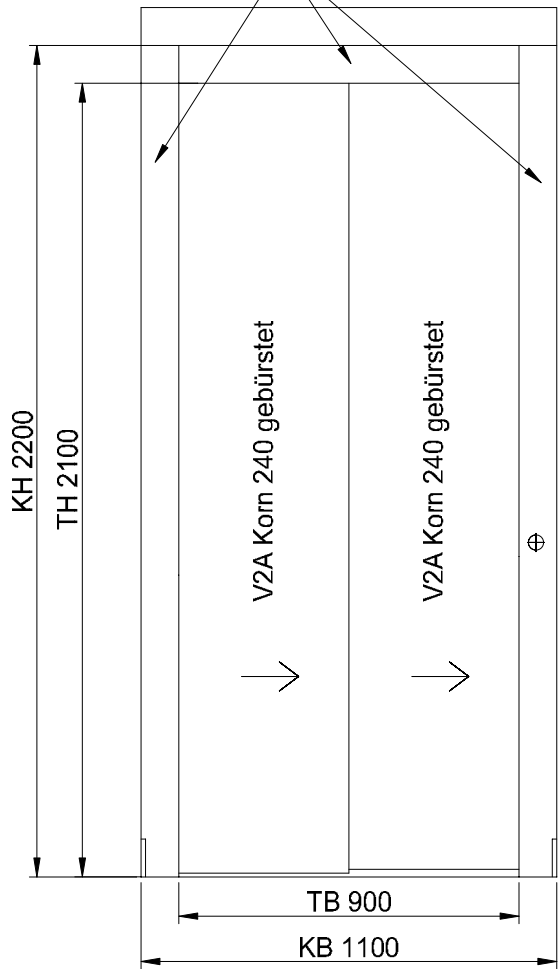 KH 2200
TH 2100
V2A Korn 240 gebürstet
V2A Korn 240 gebürstet
TB 900
KB 1100